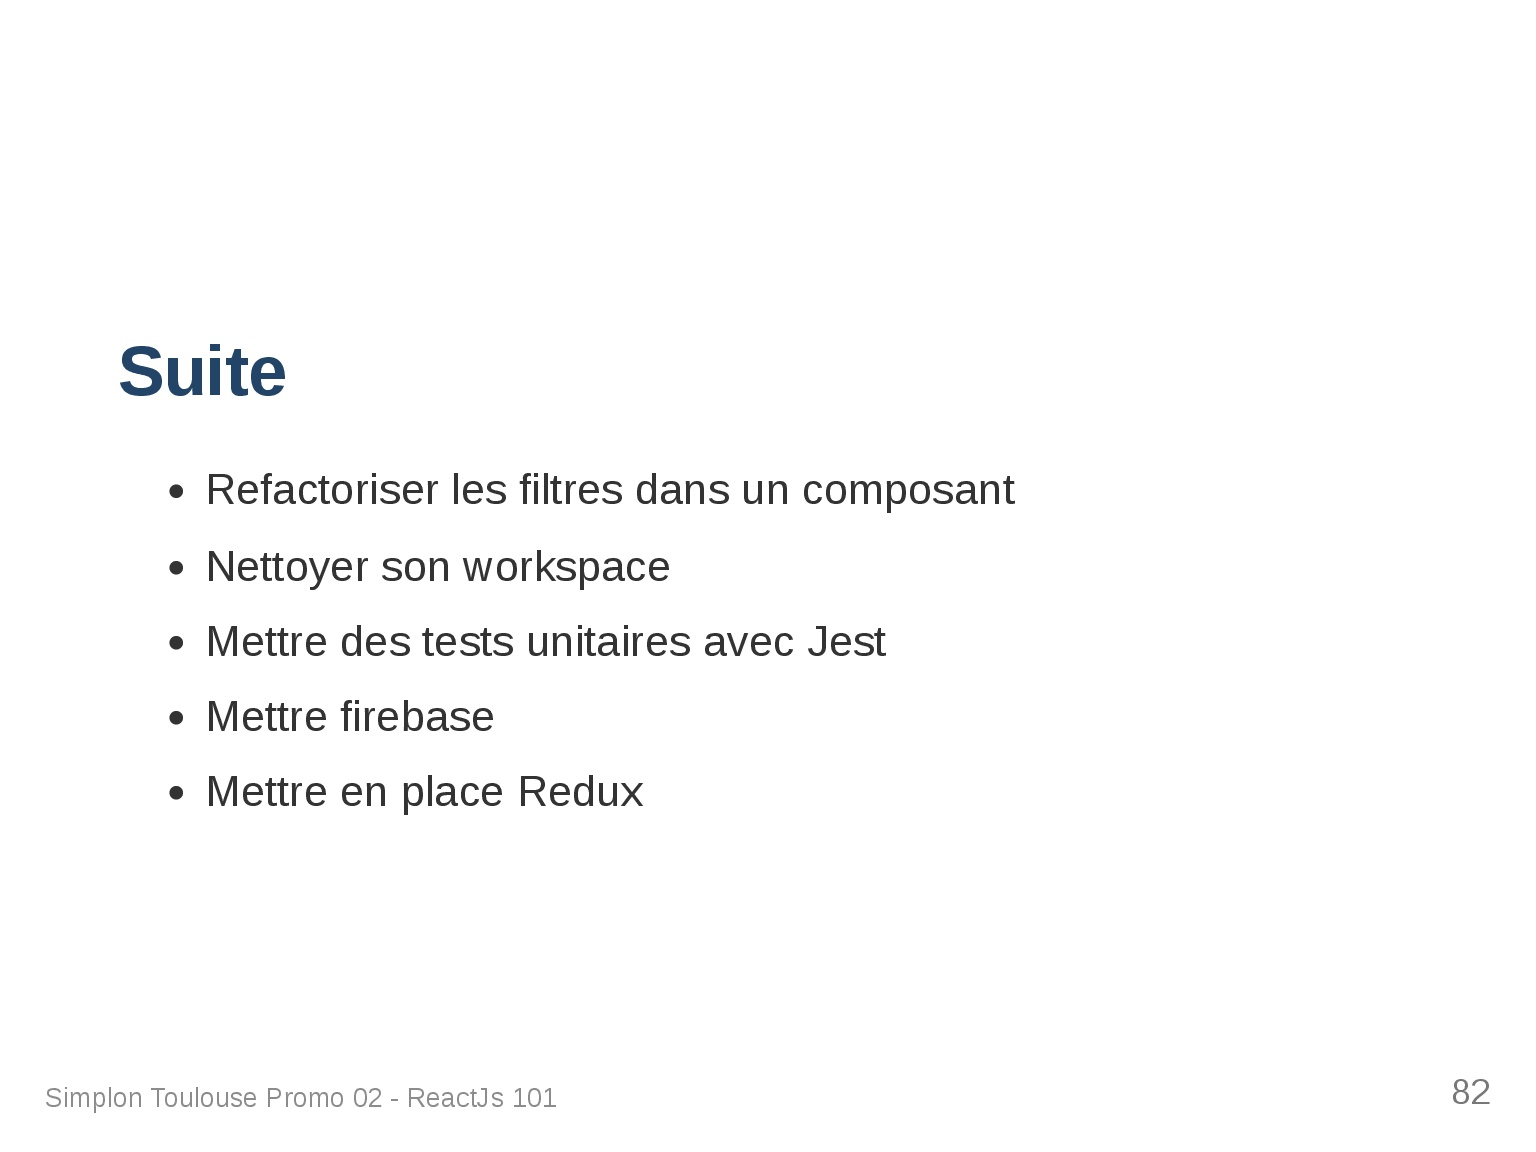 Suite
• Refactoriser les filtres dans un composant
• Nettoyer son workspace
• Mettre des tests unitaires avec Jest
• Mettre firebase
• Mettre en place Redux
Simplon Toulouse Promo 02 - ReactJs 101
82